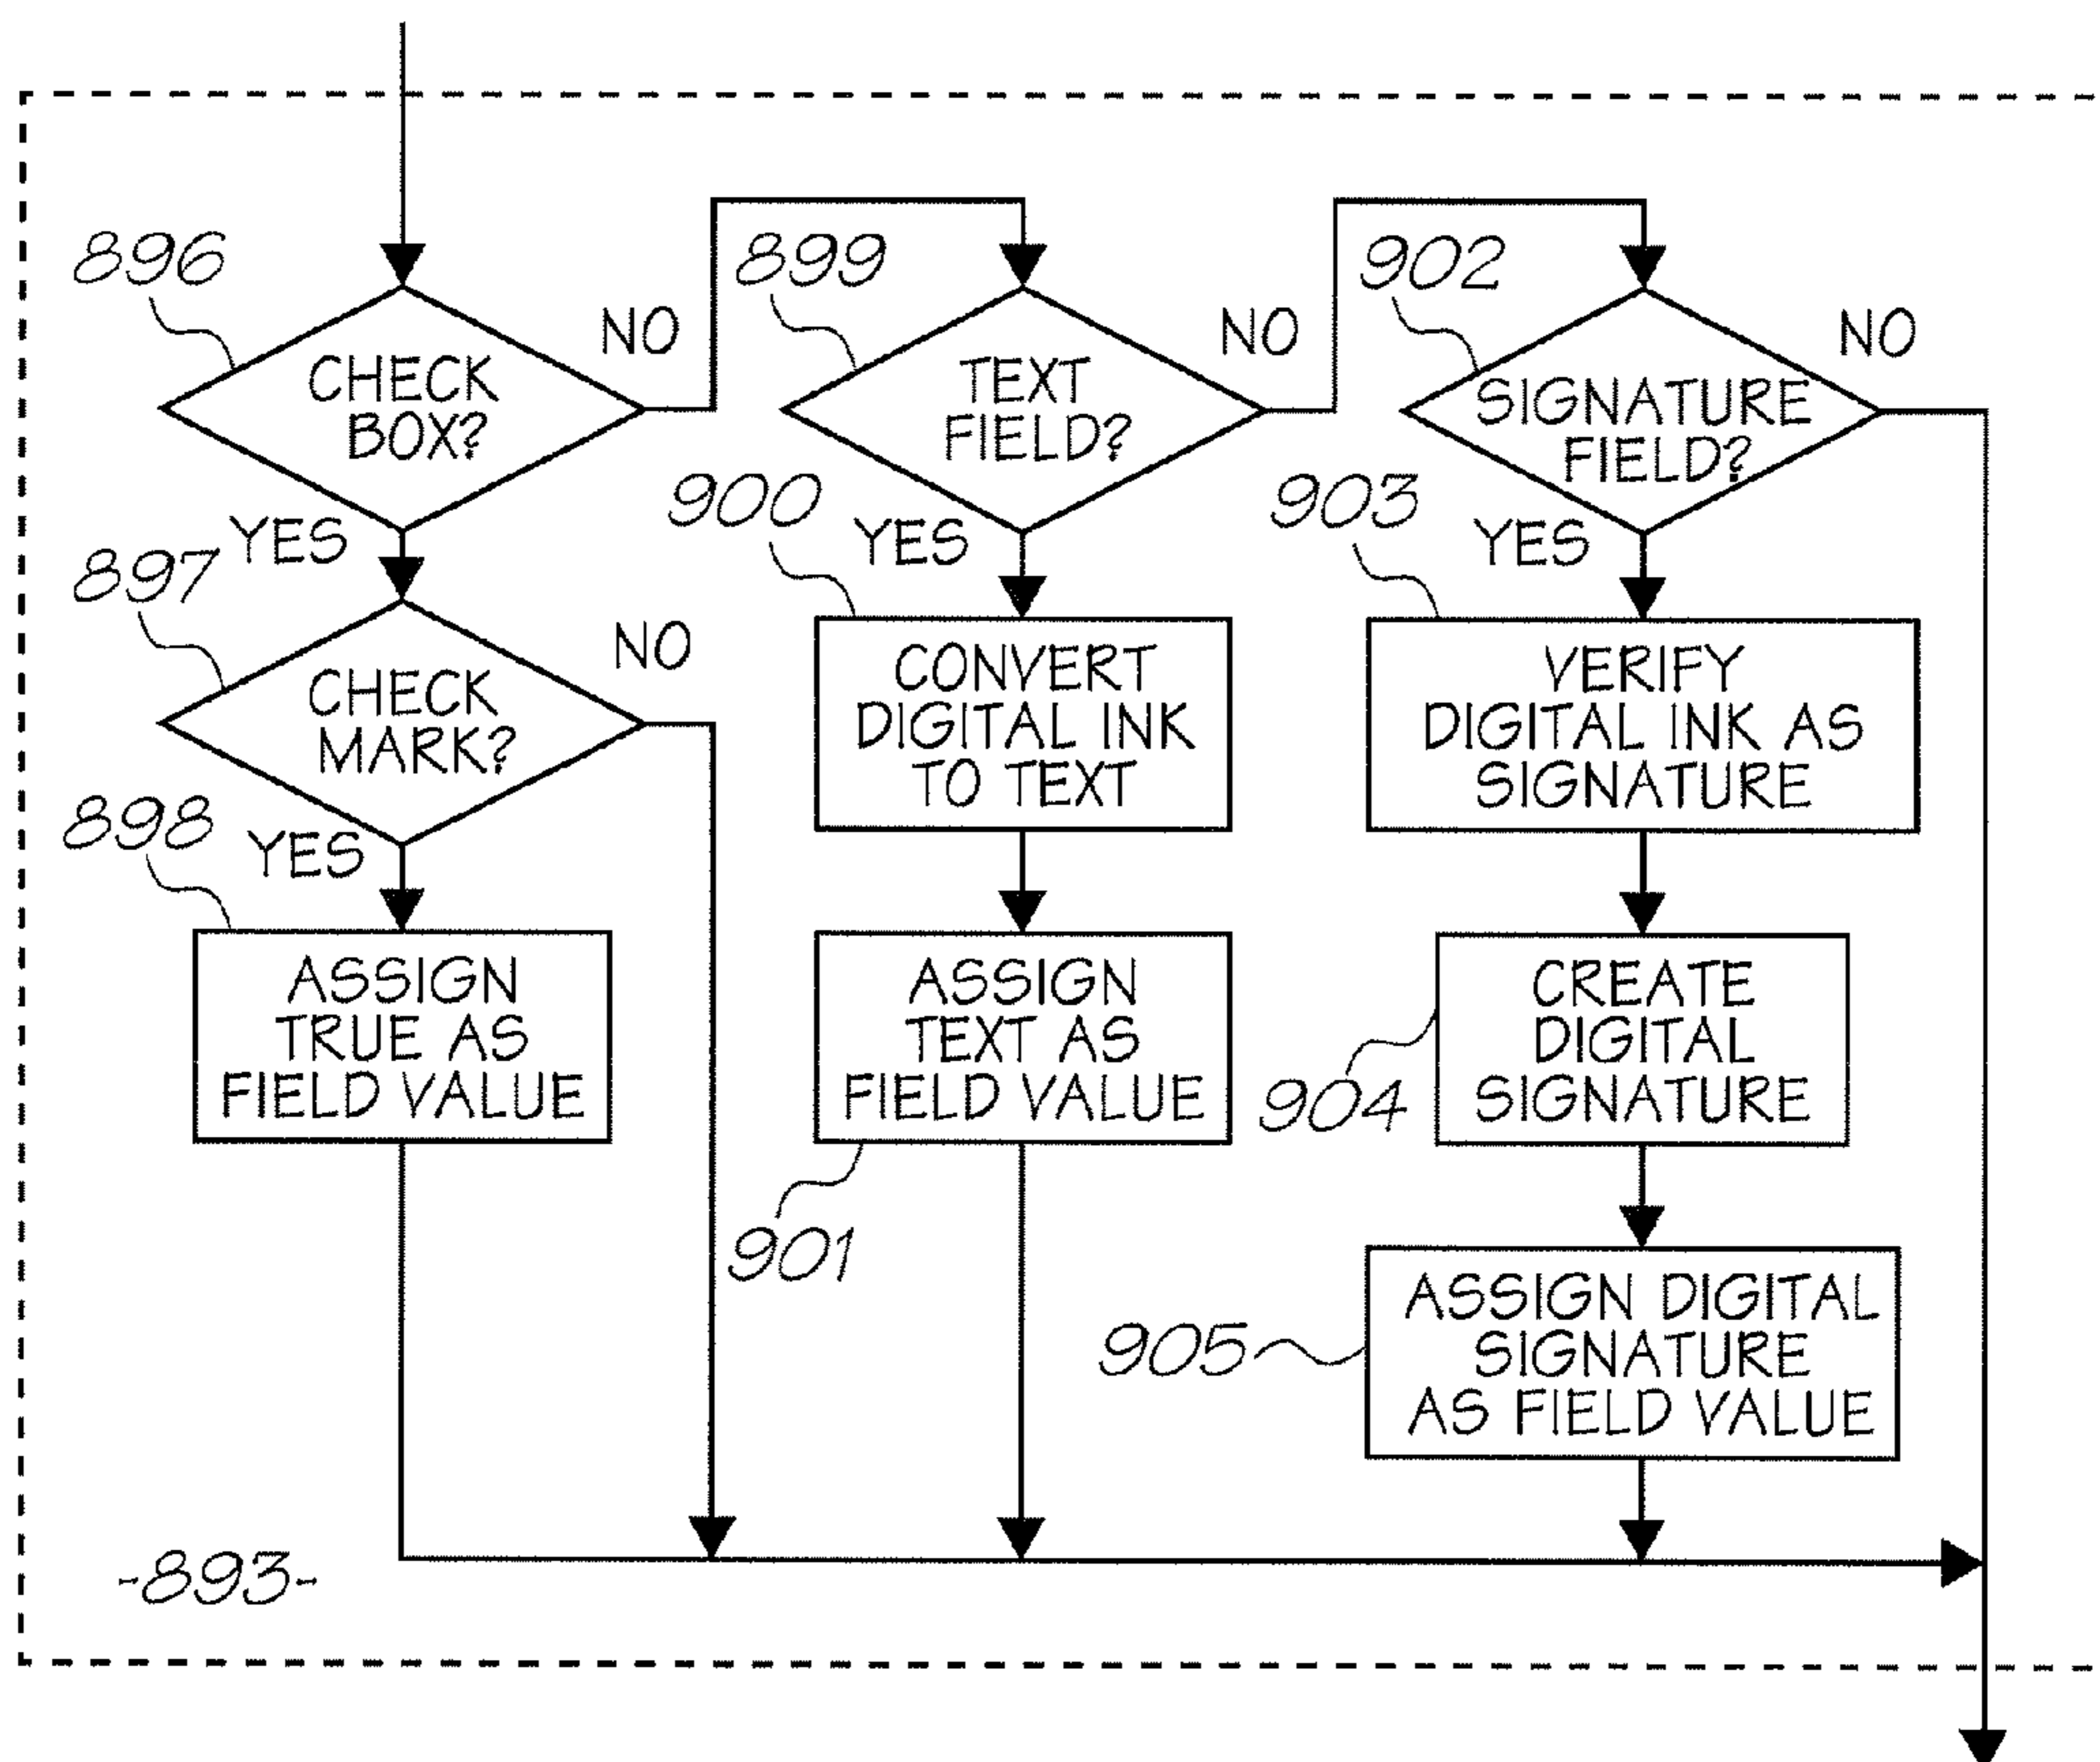 896
CHECK
BOX?
NO
YES
897
CHECK
MARK?
NO
YES
898
ASSIGN
TRUE AS
FIELD VALUE
899
TEXT
FIELD?
NO
YES
900
CONVERT
DIGITAL INK
TO TEXT
ASSIGN
TEXT AS
FIELD VALUE
901
902
SIGNATURE
FIELD?
NO
YES
903
VERIFY
DIGITAL INK AS
SIGNATURE
CREATE
DIGITAL
SIGNATURE
904
ASSIGN DIGITAL
SIGNATURE
AS FIELD VALUE
905
-893-